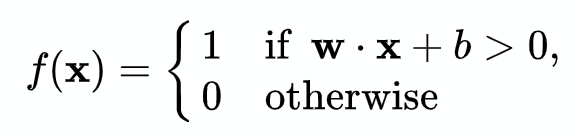 f(x) = { 1 if w · x + b > 0,
0 otherwise